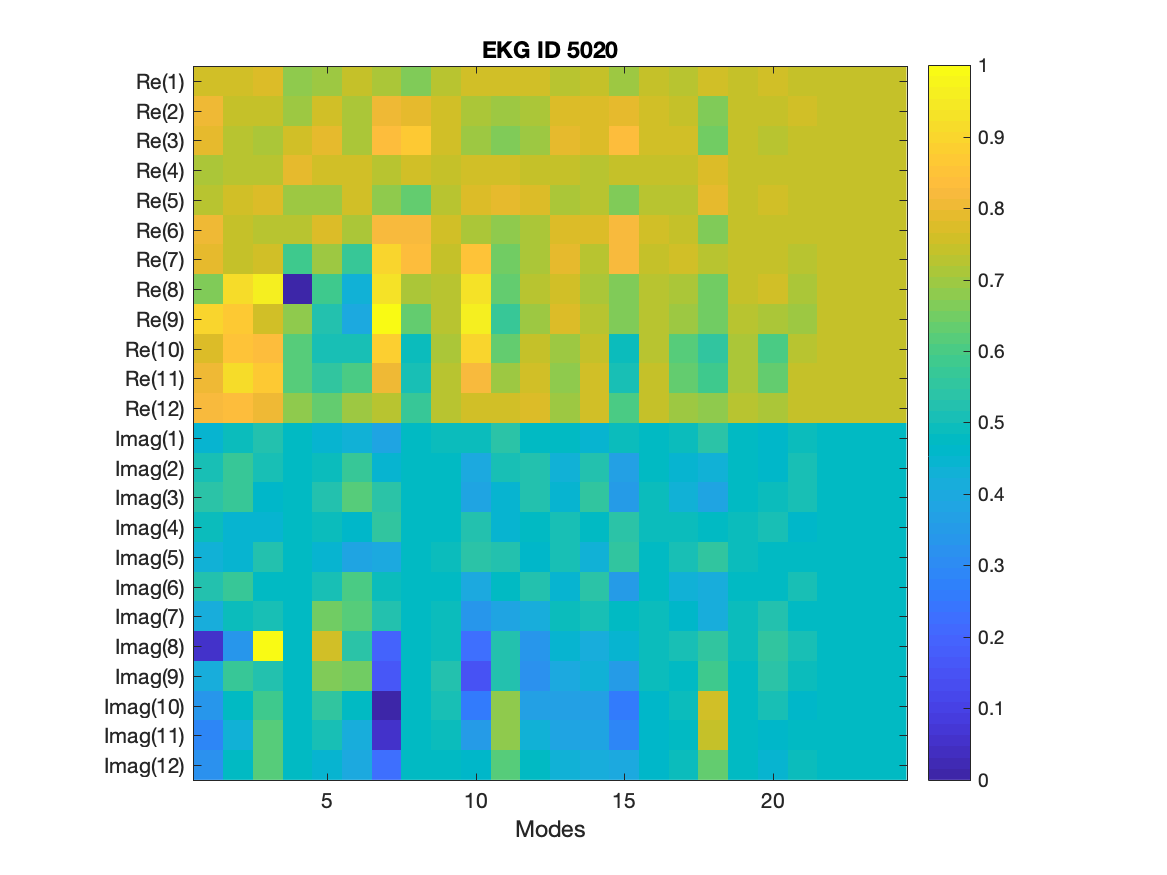 EKG ID 5020
Re(1)
Re(2)
Re(3)
Re(4)
Re(5)
Re(6)
Re(7)
Re(8)
Re(9)
Re(10)
Re(11)
Re(12)
Imag(1)
Imag(2)
Imag(3)
Imag(4)
Imag(5)
Imag(6)
Imag(7)
Imag(8)
Imag(9)
Imag(10)
Imag(11)
Imag(12)
5 10 15 20
Modes
1
0.9
0.8
0.7
0.6
0.5
0.4
0.3
0.2
0.1
0